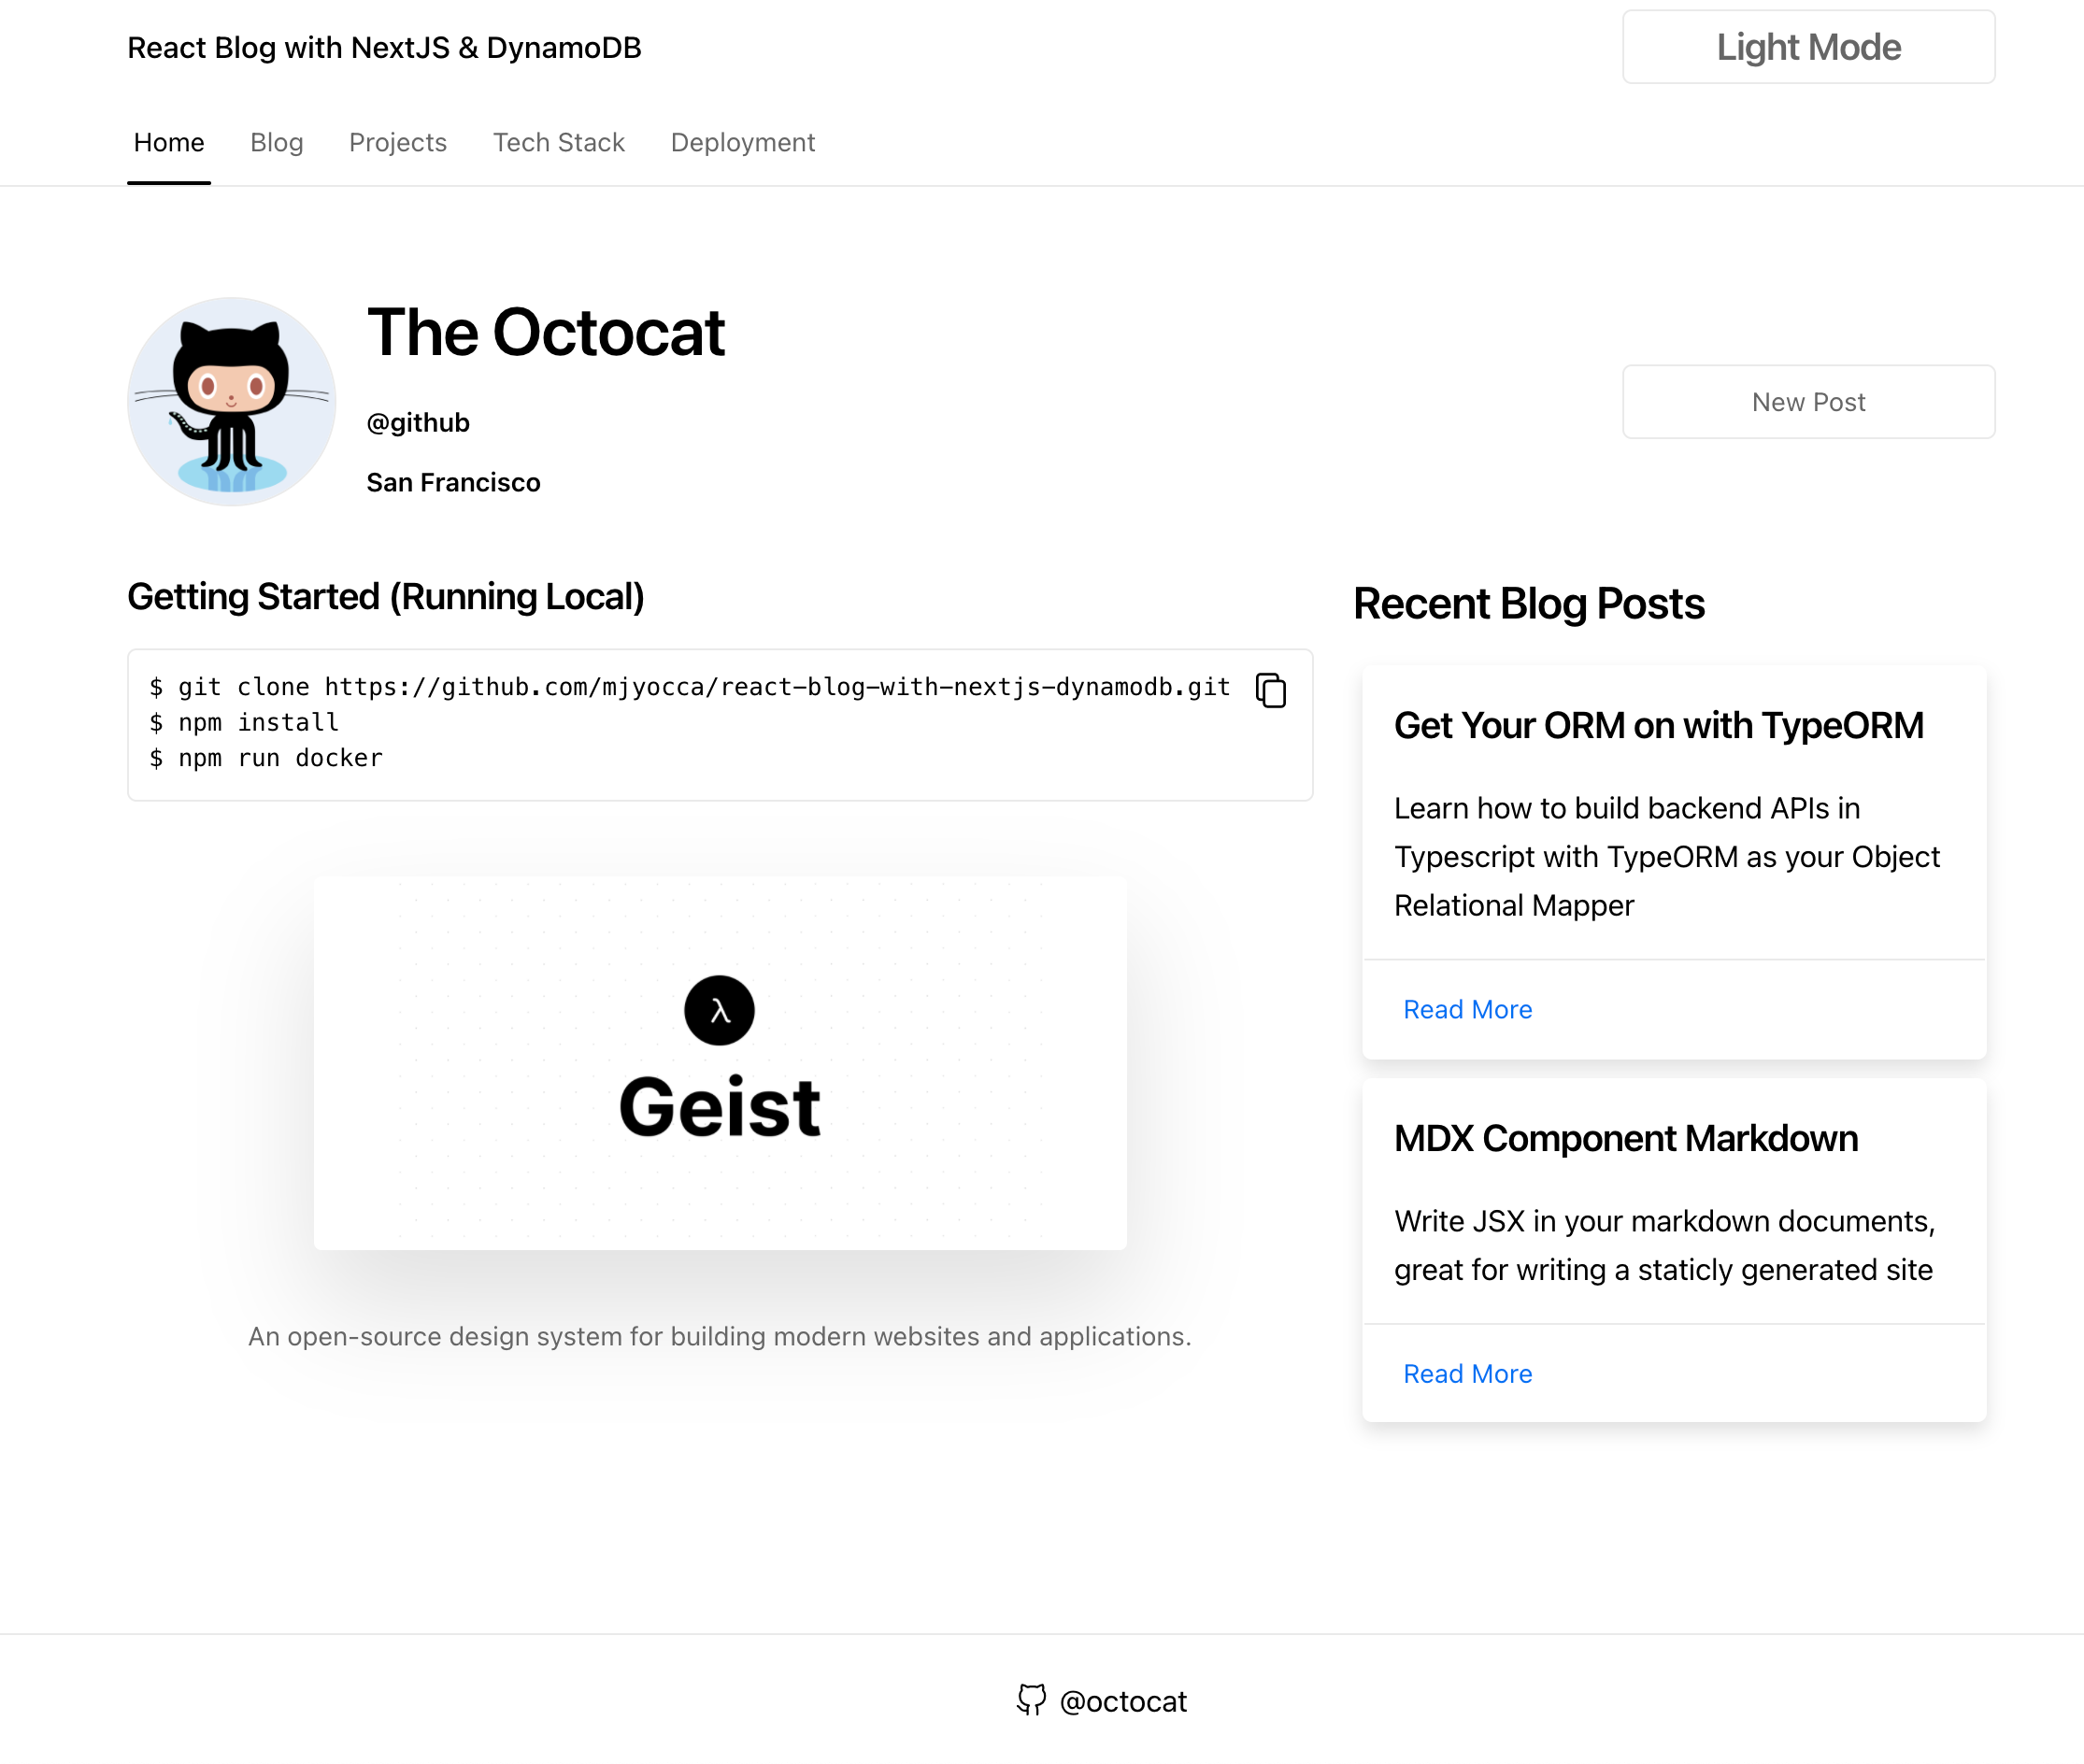 React Blog with NextJS & DynamoDB
Light Mode
Home Blog Projects Tech Stack Deployment
The Octocat
@github
San Francisco
New Post
Getting Started (Running Local)
$ git clone https://github.com/mjyocca/react-blog-with-nextjs-dynamodb.git
$ npm install
$ npm run docker
λ
Geist
An open-source design system for building modern websites and applications.
Recent Blog Posts
Get Your ORM on with TypeORM
Learn how to build backend APIs in
Typescript with TypeORM as your Object
Relational Mapper
Read More
MDX Component Markdown
Write JSX in your markdown documents,
great for writing a staticly generated site
Read More
@octocat